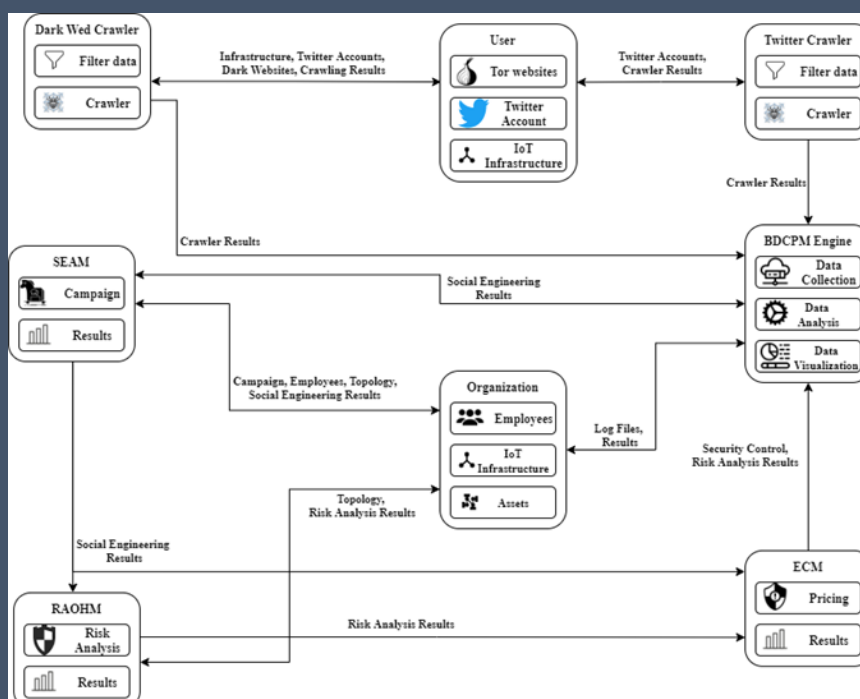 Dark Wed Crawler
Filter data
Crawler
Infrastructure, Twitter Accounts,
Dark Websites, Crawling Results
User
Tor websites
Twitter
Account
IoT
Infrastructure
Twitter Accounts,
Crawler Results
Twitter Crawler
Filter data
Crawler
Crawler Results
Crawler Results
SEAM
Campaign
Results
Social Engineering
Results
BDCPM Engine
Data
Collection
Data
Analysis
Data
Visualization
Campaign, Employees, Topology,
Social Engineering Results
Organization
Employees
IoT
Infrastructure
Assets
Log Files,
Results
Security Control,
Risk Analysis Results
Topology,
Risk Analysis Results
Social Engineering
Results
RAOHM
Risk
Analysis
Results
Risk Analysis Results
ECM
Pricing
Results